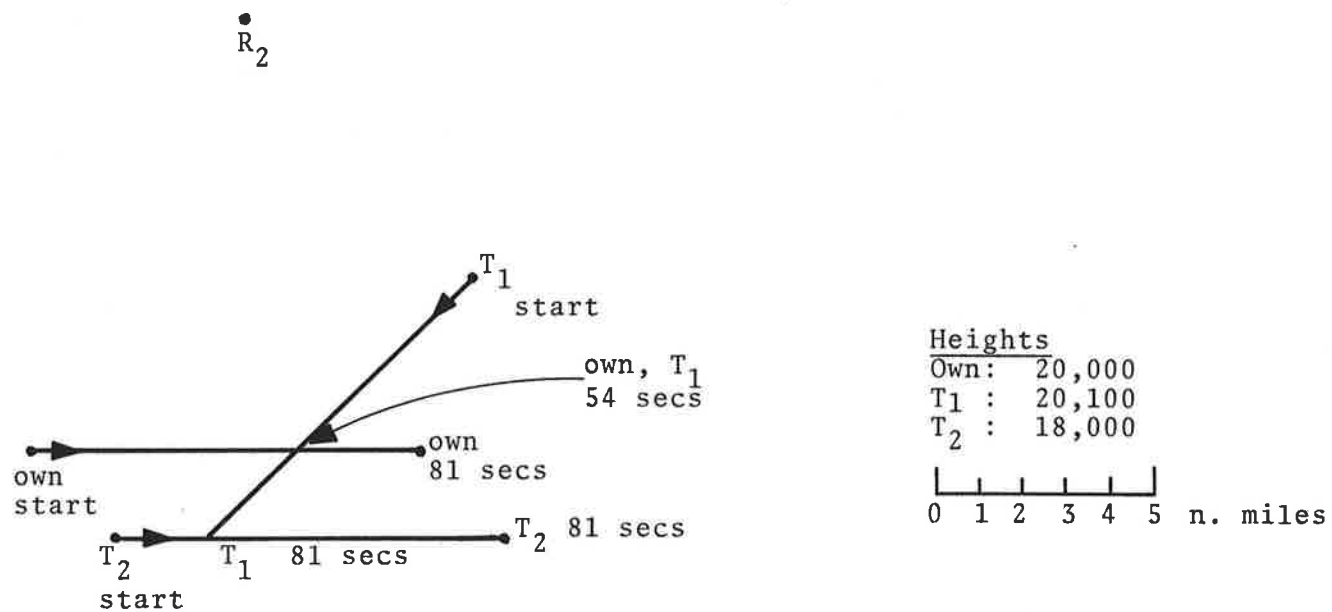 R2
T1
start
own, T1
54 secs
own
81 secs
own
start
T2 81 secs
T1 81 secs
T2
start
Heights
Own: 20,000
T1 : 20,100
T2 : 18,000
0 1 2 3 4 5 n. miles